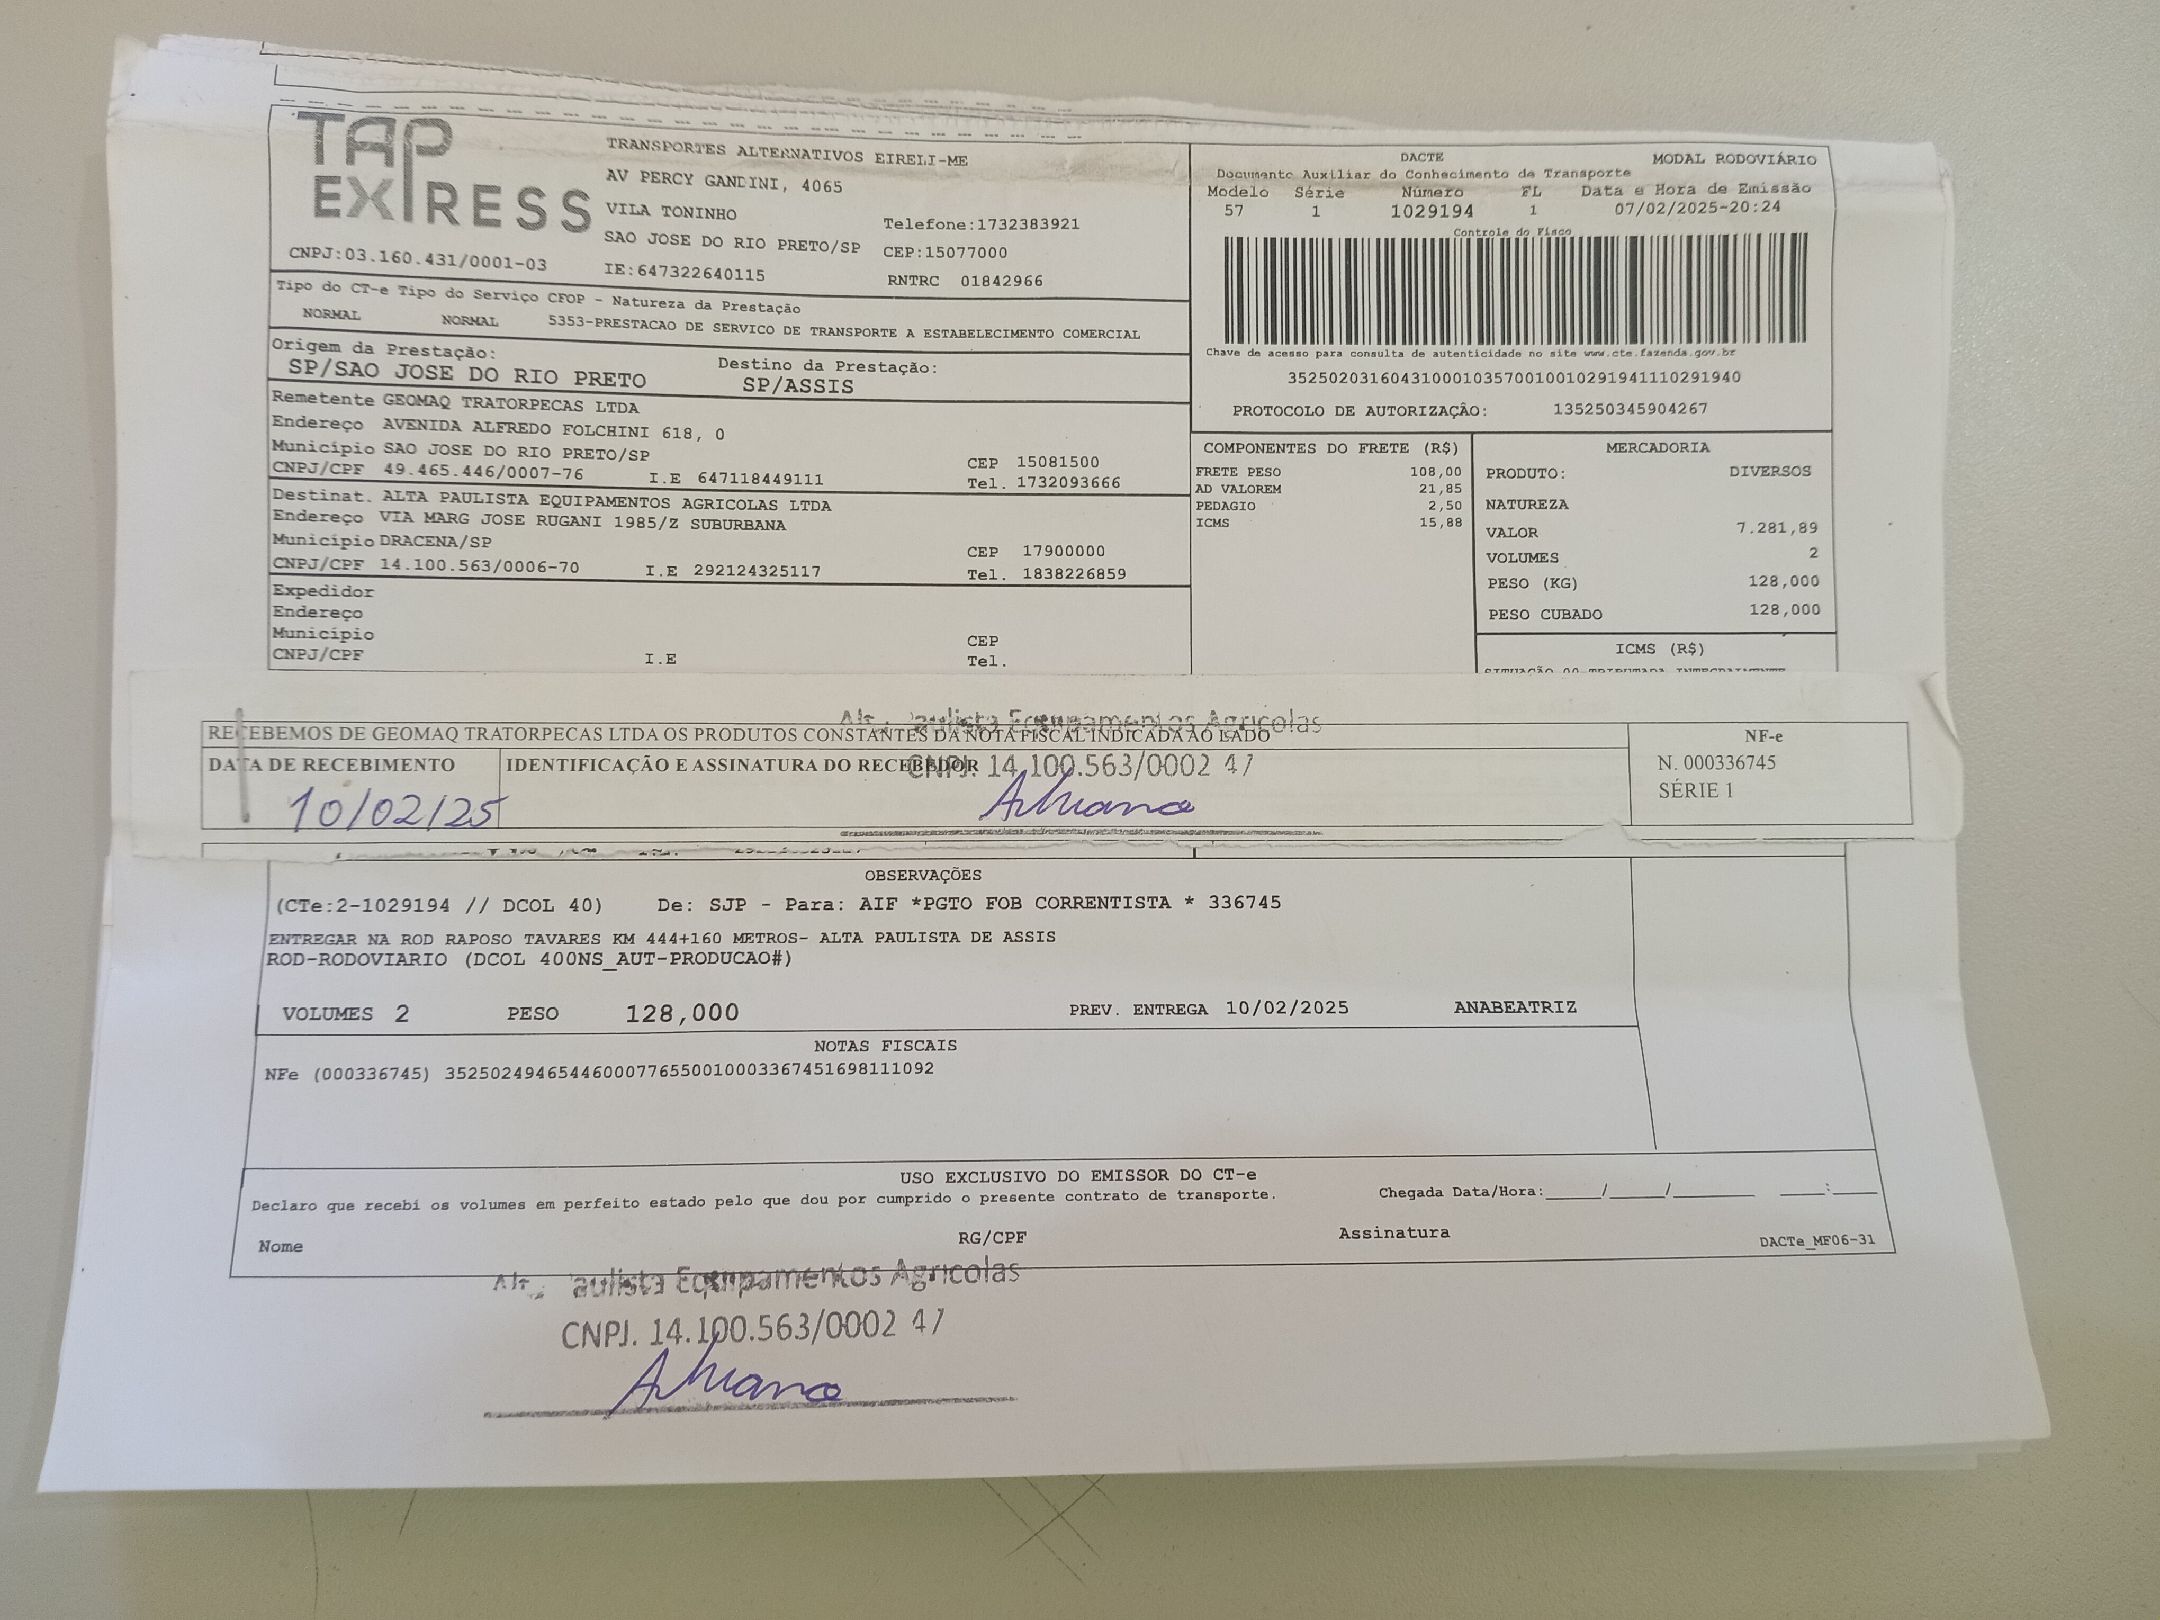 TAP
EXPRESS
TRANSPORTES ALTERNATIVOS EIRELI-ME
AV PERCY GANDINI, 4065
VILA TONINHO
Telefone:1732383921
SAO JOSE DO RIO PRETO/SP
CEP:15077000
CNPJ:03.160.431/0001-03
IE:647322640115
RNTRC 01842966
DACTE
MODAL RODOVIÁRIO
Documento Auxiliar do Conhecimento de Transporte
Modelo Série Número FL Data e Hora de Emissão
57 1 1029194 1 07/02/2025-20:24
Controle do Fisco
Chave de acesso para consulta de autenticidade no site www.cte.fazenda.gov.br
35250203160431000103570010010291941110291940
PROTOCOLO DE AUTORIZAÇÂO: 135250345904267
Tipo do CT-e Tipo do Serviço CFOP - Natureza da Prestação
NORMAL NORMAL 5353-PRESTACAO DE SERVICO DE TRANSPORTE A ESTABELECIMENTO COMERCIAL
Origem da Prestação: Destino da Prestação:
SP/SAO JOSE DO RIO PRETO SP/ASSIS
Remetente GEOMAQ TRATORPECAS LTDA
Endereço AVENIDA ALFREDO FOLCHINI 618, 0
Município SAO JOSE DO RIO PRETO/SP CEP 15081500
CNPJ/CPF 49.465.446/0007-76 I.E 647118449111 Tel. 1732093666
Destinat. ALTA PAULISTA EQUIPAMENTOS AGRICOLAS LTDA
Endereço VIA MARG JOSE RUGANI 1985/Z SUBURBANA
Município DRACENA/SP CEP 17900000
CNPJ/CPF 14.100.563/0006-70 I.E 292124325117 Tel. 1838226859
Expedidor
Endereço
Município CEP
CNPJ/CPF I.E Tel.
COMPONENTES DO FRETE (R$)
FRETE PESO 108,00
AD VALOREM 21,85
PEDAGIO 2,50
ICMS 15,88
MERCADORIA
PRODUTO: DIVERSOS
NATUREZA
VALOR 7.281,89
VOLUMES 2
PESO (KG) 128,000
PESO CUBADO 128,000
ICMS (R$)
Paulista Equipamentos Agricolas
RECEBEMOS DE GEOMAQ TRATORPECAS LTDA OS PRODUTOS CONSTANTES DA NOTA FISCAL INDICADA AO LADO
DATA DE RECEBIMENTO IDENTIFICAÇÃO E ASSINATURA DO RECEBEDOR
CNPJ. 14.100.563/0002 47
10/02/25
Adriana
NF-e
N. 000336745
SÉRIE 1
OBSERVAÇÕES
(CTe:2-1029194 // DCOL 40) De: SJP - Para: AIF *PGTO FOB CORRENTISTA * 336745
ENTREGAR NA ROD RAPOSO TAVARES KM 444+160 METROS- ALTA PAULISTA DE ASSIS
ROD-RODOVIARIO (DCOL 400NS_AUT-PRODUCAO#)
VOLUMES 2 PESO 128,000 PREV. ENTREGA 10/02/2025 ANABEATRIZ
NOTAS FISCAIS
NFe (000336745) 35250249465446000776550010003367451698111092
USO EXCLUSIVO DO EMISSOR DO CT-e
Declaro que recebi os volumes em perfeito estado pelo que dou por cumprido o presente contrato de transporte.
Chegada Data/Hora:_____/_____/_______ ____:____
Nome RG/CPF Assinatura
DACTe_MF06-31
Paulista Equipamentos Agricolas
CNPJ. 14.100.563/0002 47
Adriana